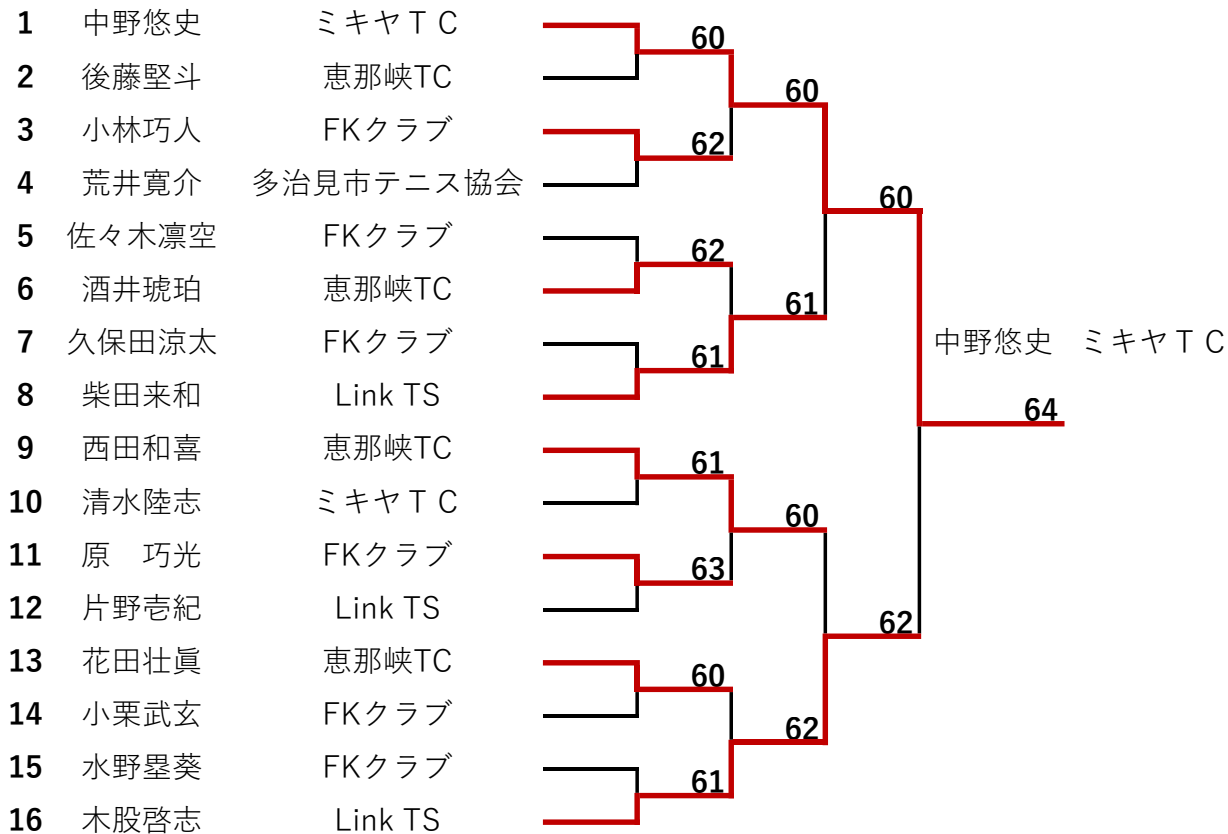 1 中野悠史 ミキヤＴＣ
60
2 後藤堅斗 恵那峡TC
60
3 小林巧人 FKクラブ
62
4 荒井寛介 多治見市テニス協会
60
5 佐々木凛空 FKクラブ
62
6 酒井琥珀 恵那峡TC
61
7 久保田涼太 FKクラブ
中野悠史 ミキヤＴＣ
61
8 柴田来和 Link TS
64
9 西田和喜 恵那峡TC
61
10 清水陸志 ミキヤＴＣ
60
11 原　巧光 FKクラブ
63
12 片野壱紀 Link TS
62
13 花田壮眞 恵那峡TC
60
14 小栗武玄 FKクラブ
62
15 水野塁葵 FKクラブ
61
16 木股啓志 Link TS